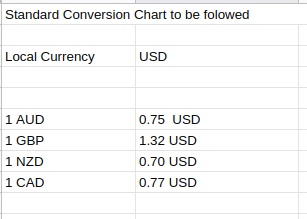 Standard Conversion Chart to be folowed
Local Currency USD
1 AUD 0.75 USD
1 GBP 1.32 USD
1 NZD 0.70 USD
1 CAD 0.77 USD